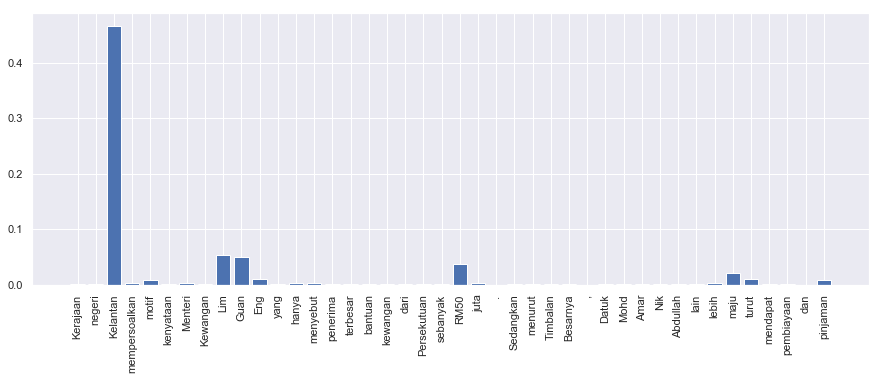 0.4
0.3
0.2
0.1
0.0
Kerajaan
negeri
Kelantan
mempersoalkan
motif
kenyataan
Menteri
Kewangan
Lim
Guan
Eng
yang
hanya
menyebut
penerima
terbesar
bantuan
kewangan
dari
Persekutuan
sebanyak
RM50
juta
.
Sedangkan
menurut
Timbalan
Besarnya
,
Datuk
Mohd
Amar
Nik
Abdullah
lain
lebih
maju
turut
mendapat
pembiayaan
dan
pinjaman